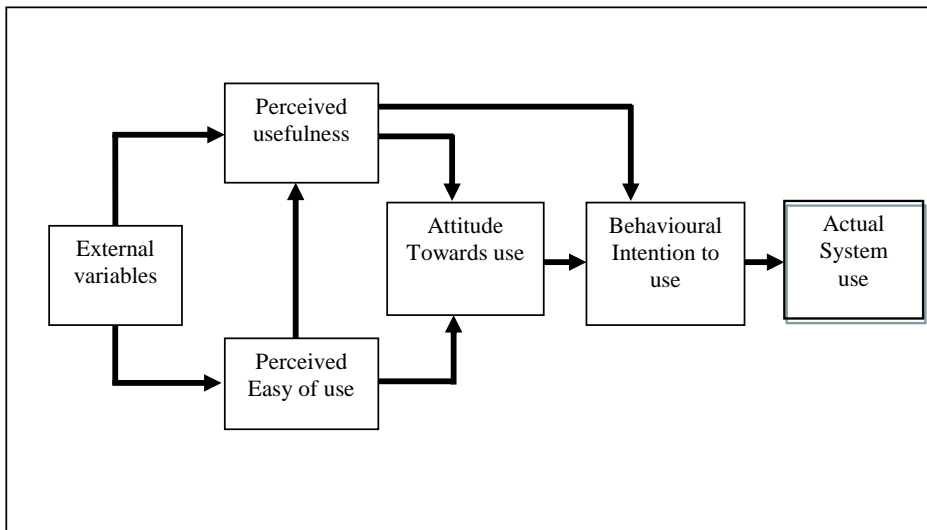 Perceived
usefulness
External
variables
Perceived
Easy of use
Attitude
Towards use
Behavioural
Intention to
use
Actual
System
use